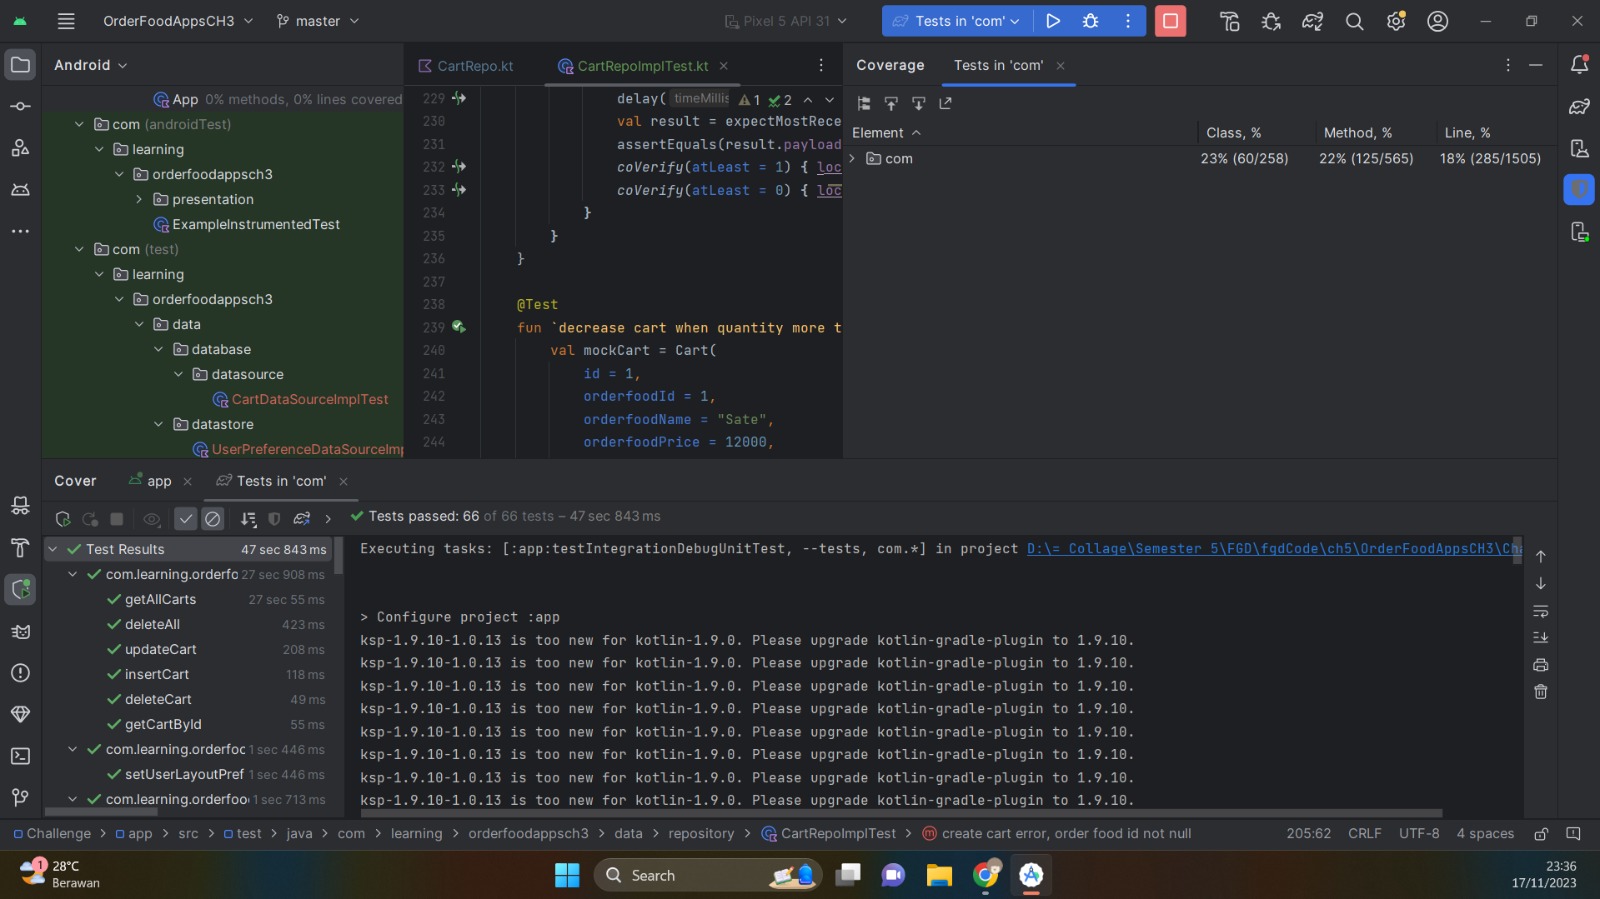 OrderFoodAppsCH3
master
Pixel 5 API 31
Tests in 'com'
Android
App 0% methods, 0% lines covered
com (androidTest)
learning
orderfoodappsch3
presentation
ExampleInstrumentedTest
com (test)
learning
orderfoodappsch3
data
database
datasource
CartDataSourceImplTest
datastore
UserPreferenceDataSourceImp
CartRepo.kt
CartRepoImplTest.kt
229 delay( timeMillis
1 2
230 val result = expectMostRece
231 assertEquals(result.payload
232 coVerify(atLeast = 1) { loc
233 coVerify(atLeast = 0) { loc
234 }
235 }
236 }
237
238 @Test
239 fun `decrease cart when quantity more t
240 val mockCart = Cart(
241 id = 1,
242 orderfoodId = 1,
243 orderfoodName = "Sate",
244 orderfoodPrice = 12000,
Coverage Tests in 'com'
Element Class, % Method, % Line, %
com 23% (60/258) 22% (125/565) 18% (285/1505)
Cover app Tests in 'com'
Tests passed: 66 of 66 tests – 47 sec 843 ms
Test Results 47 sec 843 ms
com.learning.orderfo 27 sec 908 ms
getAllCarts 27 sec 55 ms
deleteAll 423 ms
updateCart 208 ms
insertCart 118 ms
deleteCart 49 ms
getCartById 55 ms
com.learning.orderfoo 1 sec 446 ms
setUserLayoutPref 1 sec 446 ms
com.learning.orderfoo 1 sec 713 ms
Executing tasks: [:app:testIntegrationDebugUnitTest, --tests, com.*] in project D:\= Collage\Semester 5\FGD\fgdCode\ch5\OrderFoodAppsCH3\Cha
> Configure project :app
ksp-1.9.10-1.0.13 is too new for kotlin-1.9.0. Please upgrade kotlin-gradle-plugin to 1.9.10.
ksp-1.9.10-1.0.13 is too new for kotlin-1.9.0. Please upgrade kotlin-gradle-plugin to 1.9.10.
ksp-1.9.10-1.0.13 is too new for kotlin-1.9.0. Please upgrade kotlin-gradle-plugin to 1.9.10.
ksp-1.9.10-1.0.13 is too new for kotlin-1.9.0. Please upgrade kotlin-gradle-plugin to 1.9.10.
ksp-1.9.10-1.0.13 is too new for kotlin-1.9.0. Please upgrade kotlin-gradle-plugin to 1.9.10.
ksp-1.9.10-1.0.13 is too new for kotlin-1.9.0. Please upgrade kotlin-gradle-plugin to 1.9.10.
ksp-1.9.10-1.0.13 is too new for kotlin-1.9.0. Please upgrade kotlin-gradle-plugin to 1.9.10.
ksp-1.9.10-1.0.13 is too new for kotlin-1.9.0. Please upgrade kotlin-gradle-plugin to 1.9.10.
Challenge > app > src > test > java > com > learning > orderfoodappsch3 > data > repository > CartRepoImplTest > create cart error, order food id not null
205:62 CRLF UTF-8 4 spaces
1
28°C
Berawan
Search
23:36
17/11/2023